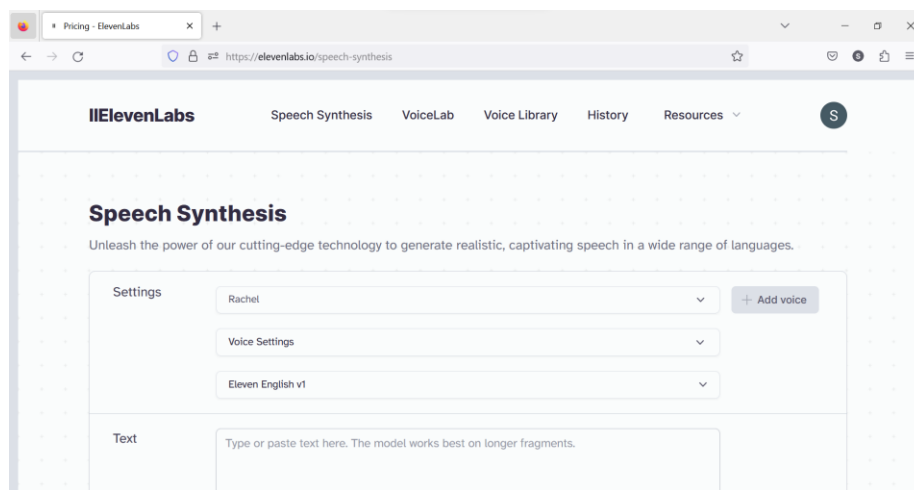 Pricing - ElevenLabs
https://elevenlabs.io/speech-synthesis
S
IIElevenLabs
Speech Synthesis VoiceLab Voice Library History Resources
S
Speech Synthesis
Unleash the power of our cutting-edge technology to generate realistic, captivating speech in a wide range of languages.
Settings
Rachel
+ Add voice
Voice Settings
Eleven English v1
Text
Type or paste text here. The model works best on longer fragments.